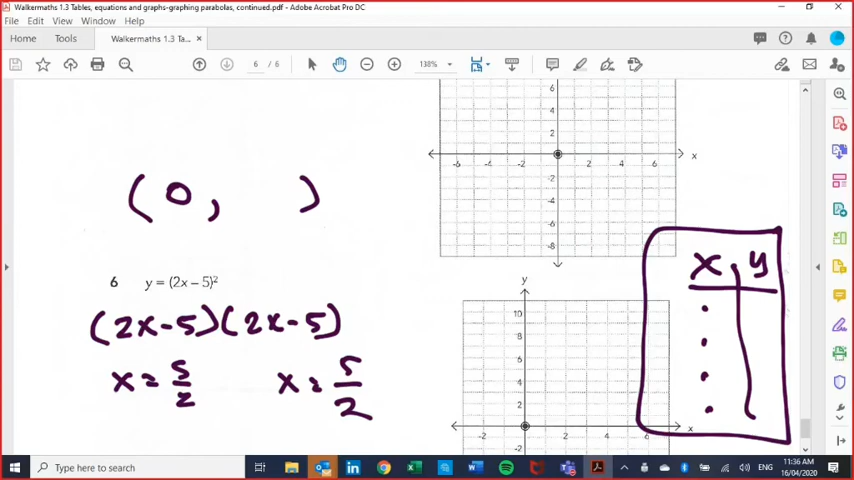 Walkermaths 1.3 Tables, equations and graphs-graphing parabolas, continued.pdf - Adobe Acrobat Pro DC
File Edit View Window Help
Home Tools Walkermaths 1.3 Ta... ×
6 / 6 138%
6
4
2
-6 -4 -2 2 4 6 x
-2
-4
-6
-8
( 0, )
x, y
6 y = (2x – 5)²
y
10
8
6
4
2
-2 2 4 6 x
-2
(2x-5)(2x-5)
x = 5/2 x = 5/2
Type here to search
ENG
11:36 AM
16/04/2020